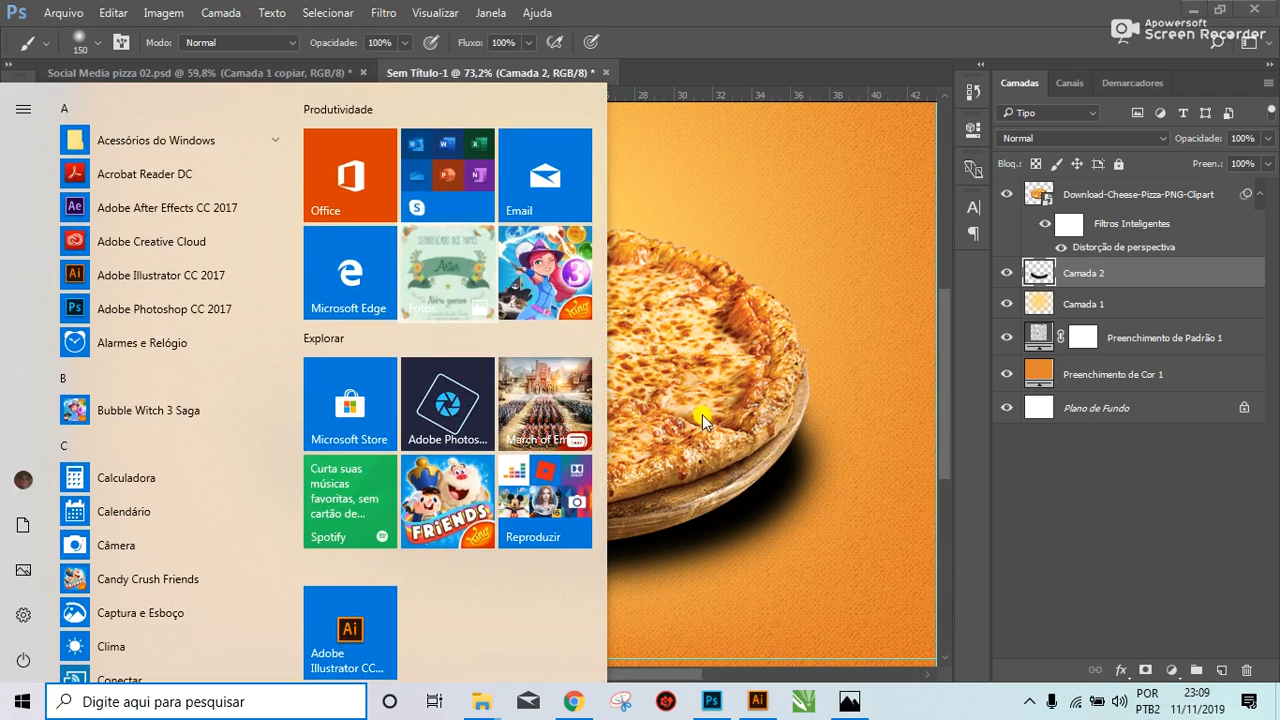 Ps Arquivo Editar Imagem Camada Texto Selecionar Filtro Visualizar Janela Ajuda
Apowersoft
Screen Recorder
150 Modo: Normal Opacidade: 100% Fluxo: 100%
Social Media pizza 02.psd @ 59,8% (Camada 1 copiar, RGB/8) * × Sem Título-1 @ 73,2% (Camada 2, RGB/8) * ×
28 30 32 34 36 38 40 42
Camadas Canais Demarcadores
Tipo
Normal Opacidade: 100%
Bloq.: Preen.: 100%
Download-Cheese-Pizza-PNG-Clipart
Filtros Inteligentes
Distorção de perspectiva
Camada 2
Camada 1
Preenchimento de Padrão 1
Preenchimento de Cor 1
Plano de Fundo
A
Acessórios do Windows
Acrobat Reader DC
Adobe After Effects CC 2017
Adobe Creative Cloud
Adobe Illustrator CC 2017
Adobe Photoshop CC 2017
Alarmes e Relógio
B
Bubble Witch 3 Saga
C
Calculadora
Calendário
Câmera
Candy Crush Friends
Captura e Esboço
Clima
Conectar
Produtividade
Office
Email
Microsoft Edge
Fotos
3
King
Explorar
Microsoft Store
Adobe Photos...
March of Em...
Curta suas
músicas
favoritas, sem
cartão de...
Spotify
FRIENDS
King
Reproduzir
Ai
Adobe
Illustrator CC...
Digite aqui para pesquisar
Ps
Ai
POR
PTB2
23:09
11/11/2019